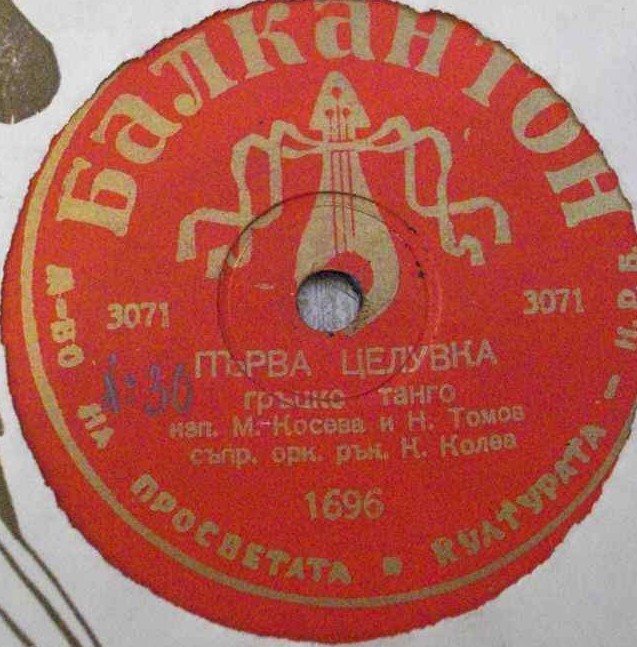 БАЛКАНТОН
3071 3071
ПЪРВА ЦЕЛУВКА
гръцко танго
изп. М. Косева и Н. Томов
съпр. орк. рък. К. Колев
1696
М-ВО НА ПРОСВЕТАТА И КУЛТУРАТА - НРБ